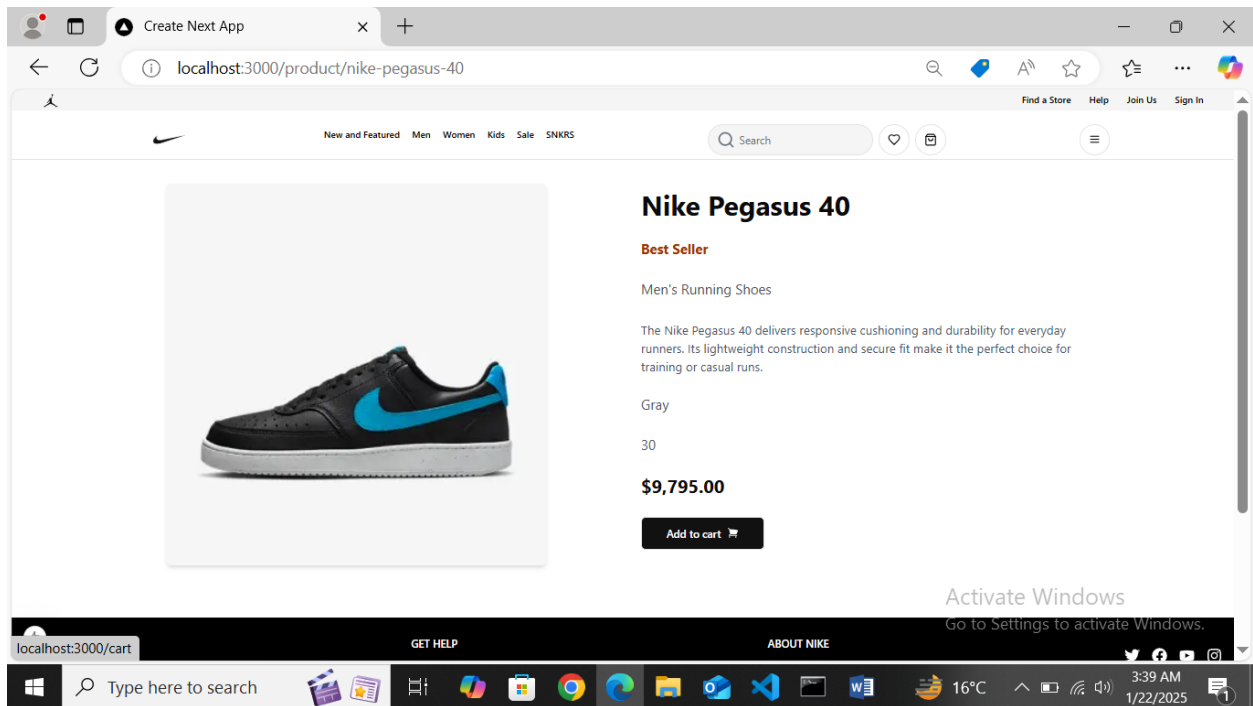 Create Next App
localhost:3000/product/nike-pegasus-40
Find a Store Help Join Us Sign In
New and Featured Men Women Kids Sale SNKRS
Search
Nike Pegasus 40
Best Seller
Men's Running Shoes
The Nike Pegasus 40 delivers responsive cushioning and durability for everyday
runners. Its lightweight construction and secure fit make it the perfect choice for
training or casual runs.
Gray
30
$9,795.00
Add to cart
Activate Windows
Go to Settings to activate Windows.
GET HELP
ABOUT NIKE
localhost:3000/cart
Type here to search
16°C
3:39 AM
1/22/2025
1